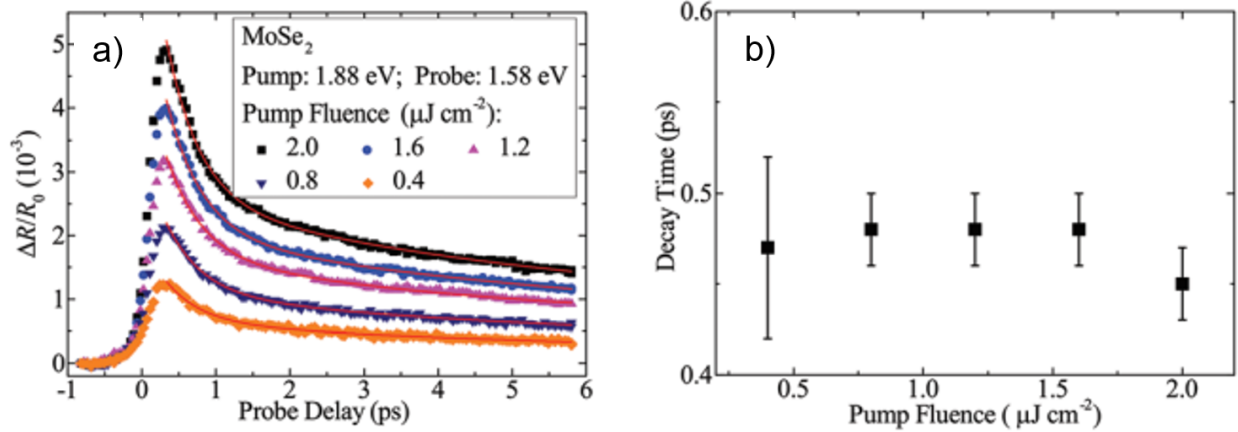 a)
MoSe2
Pump: 1.88 eV; Probe: 1.58 eV
Pump Fluence (μJ cm-2):
2.0 1.6 1.2
0.8 0.4
5
4
3
2
1
0
ΔR/R0 (10-3)
-1 0 1 2 3 4 5 6
Probe Delay (ps)
b)
0.6
0.5
0.4
Decay Time (ps)
0.5 1.0 1.5 2.0
Pump Fluence ( μJ cm-2)